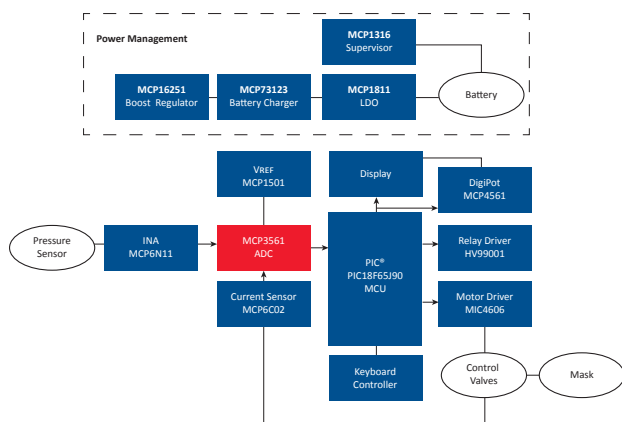 Power Management
MCP1316
Supervisor
MCP16251
Boost Regulator
MCP73123
Battery Charger
MCP1811
LDO
Battery
VREF
MCP1501
Display
DigiPot
MCP4561
Pressure
Sensor
INA
MCP6N11
MCP3561
ADC
PIC®
PIC18F65J90
MCU
Relay Driver
HV99001
Current Sensor
MCP6C02
Motor Driver
MIC4606
Keyboard
Controller
Control
Valves
Mask